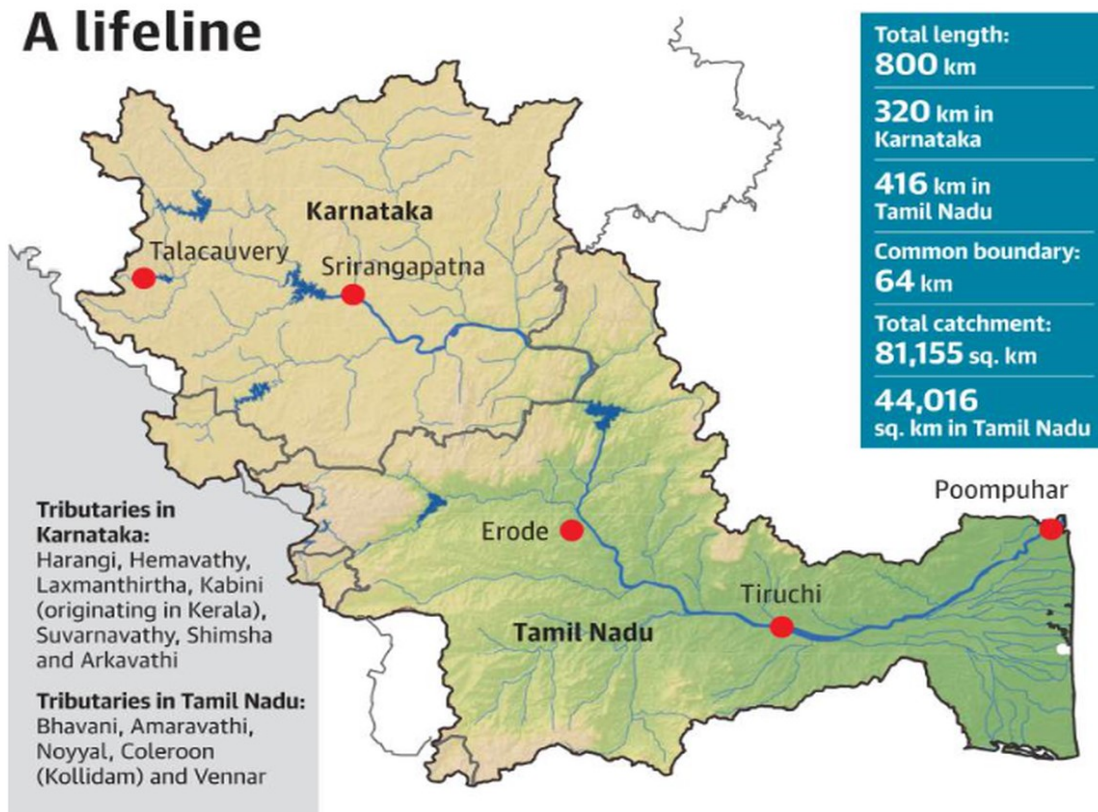 A lifeline
Total length:
800 km
320 km in
Karnataka
416 km in
Tamil Nadu
Common boundary:
64 km
Total catchment:
81,155 sq. km
44,016
sq. km in Tamil Nadu
Karnataka
Talacauvery
Srirangapatna
Poompuhar
Erode
Tiruchi
Tamil Nadu
Tributaries in
Karnataka:
Harangi, Hemavathy,
Laxmanthirtha, Kabini
(originating in Kerala),
Suvarnavathy, Shimsha
and Arkavathi
Tributaries in Tamil Nadu:
Bhavani, Amaravathi,
Noyyal, Coleroon
(Kollidam) and Vennar